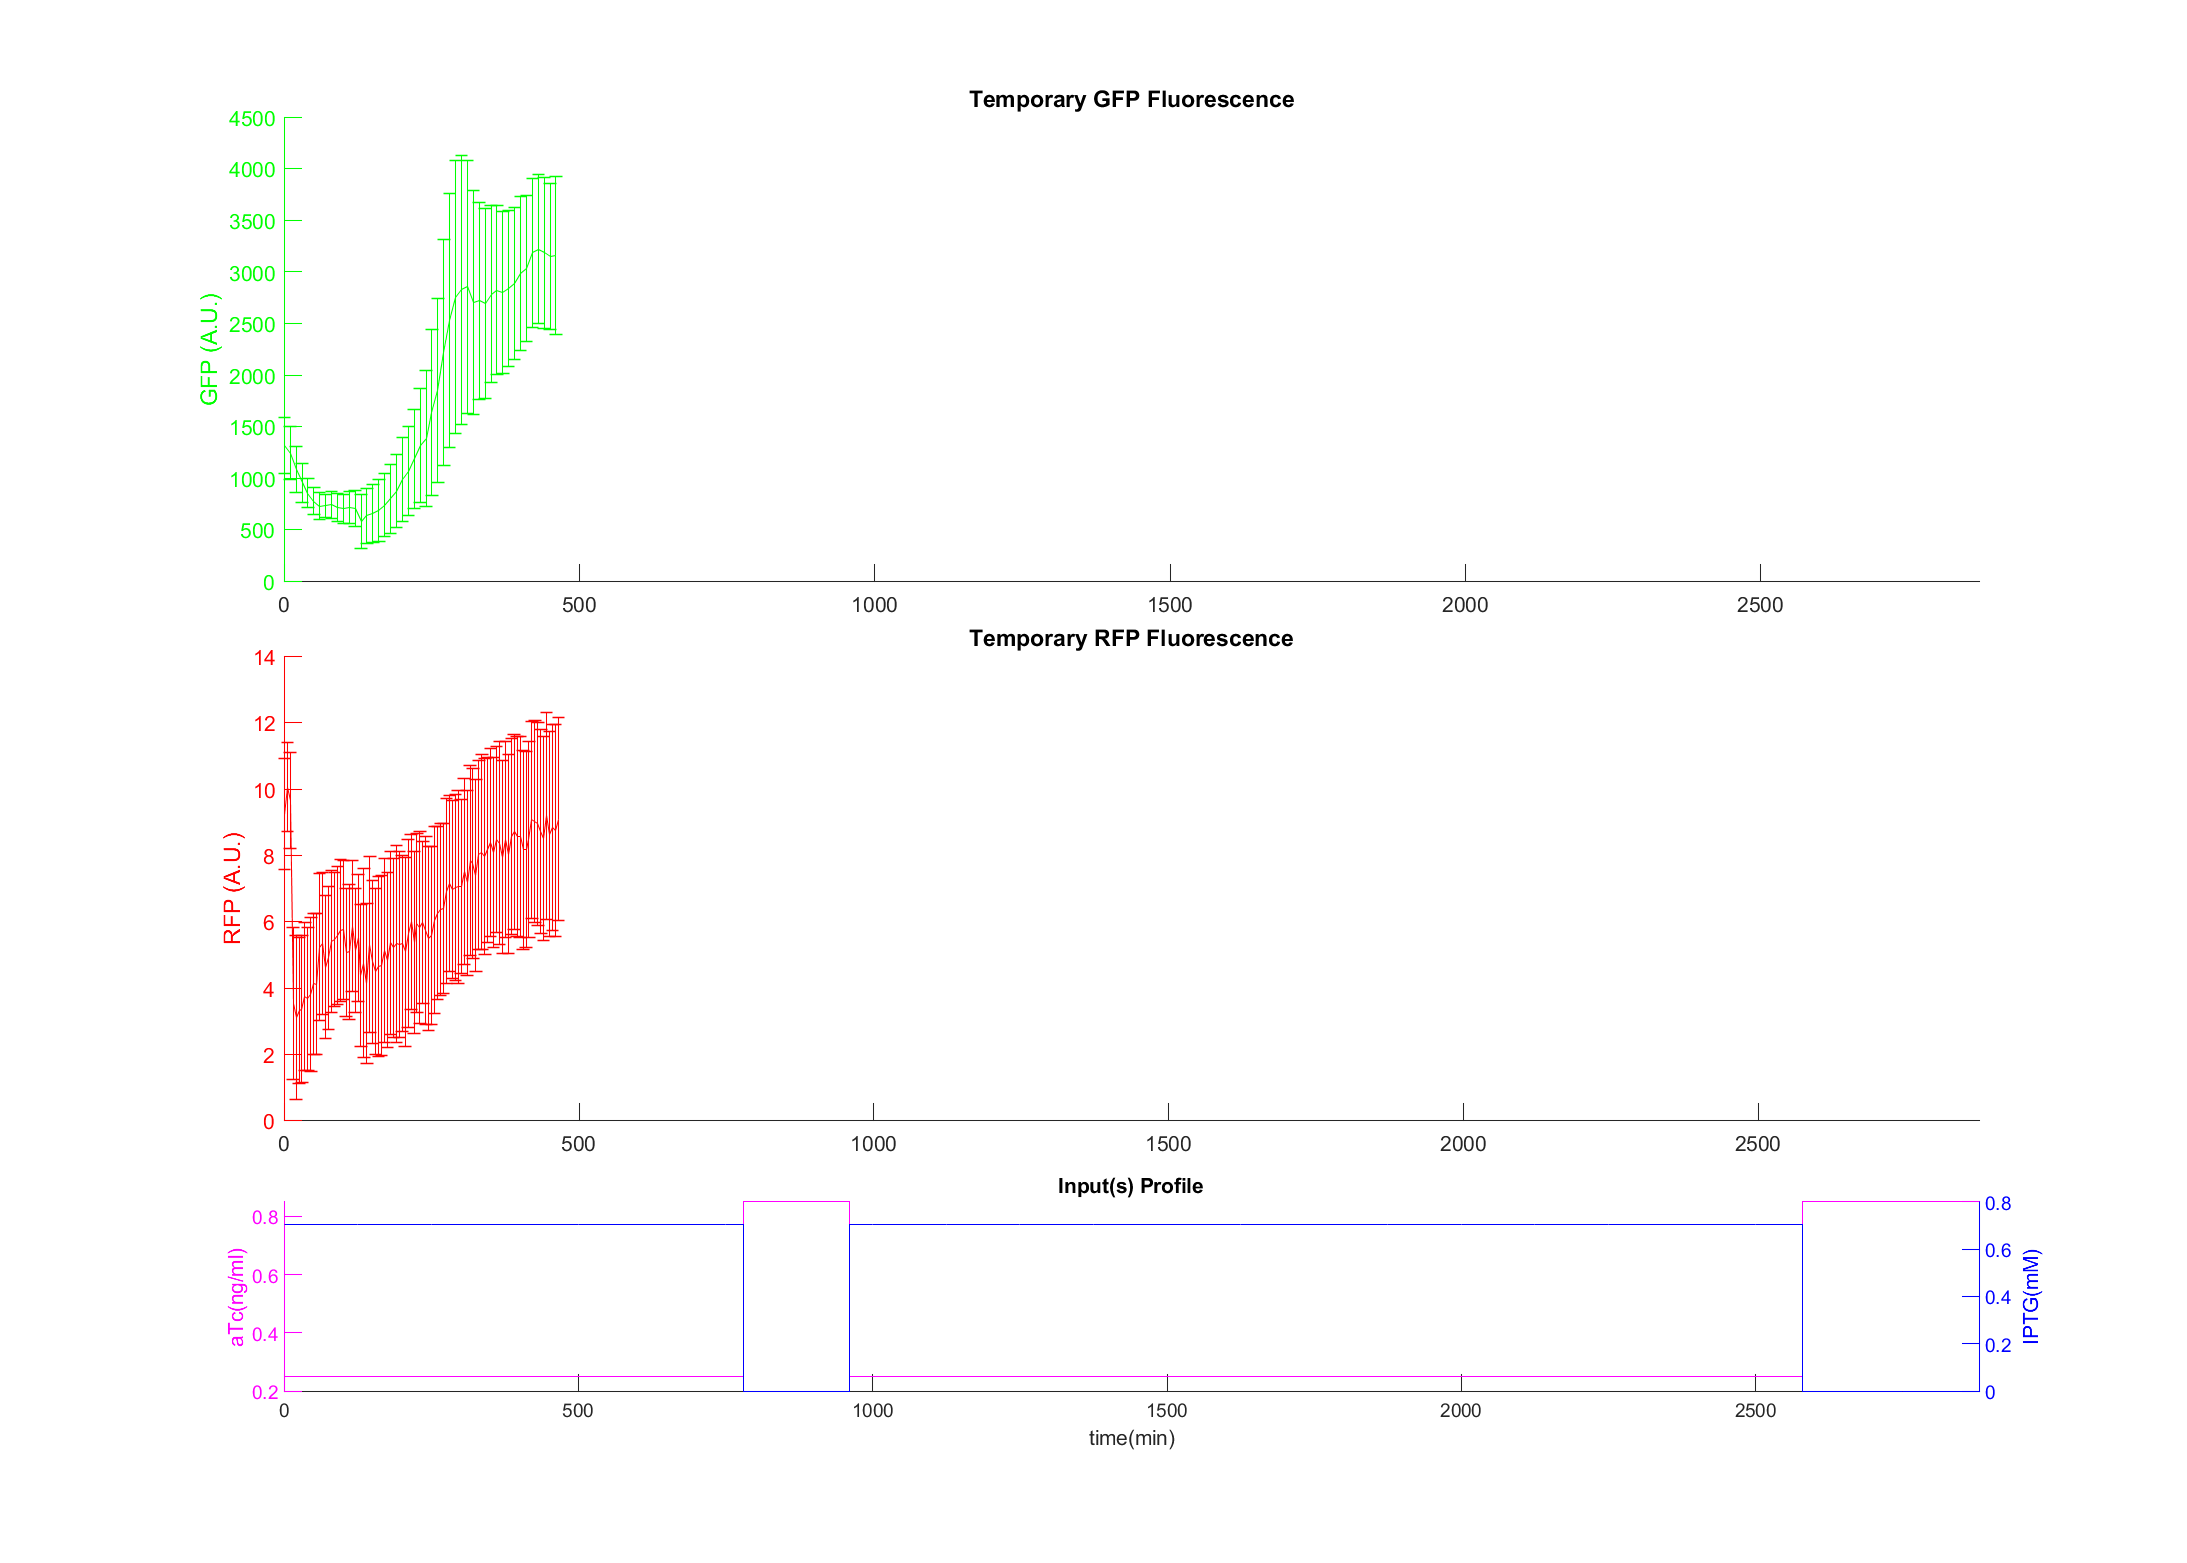 Temporary GFP Fluorescence
4500
4000
3500
3000
2500
2000
1500
1000
500
0
GFP (A.U.)
0 500 1000 1500 2000 2500
Temporary RFP Fluorescence
14
12
10
8
6
4
2
0
RFP (A.U.)
0 500 1000 1500 2000 2500
Input(s) Profile
0.8
0.6
0.4
0.2
aTc(ng/ml)
0.8
0.6
0.4
0.2
0
IPTG(mM)
0 500 1000 1500 2000 2500
time(min)